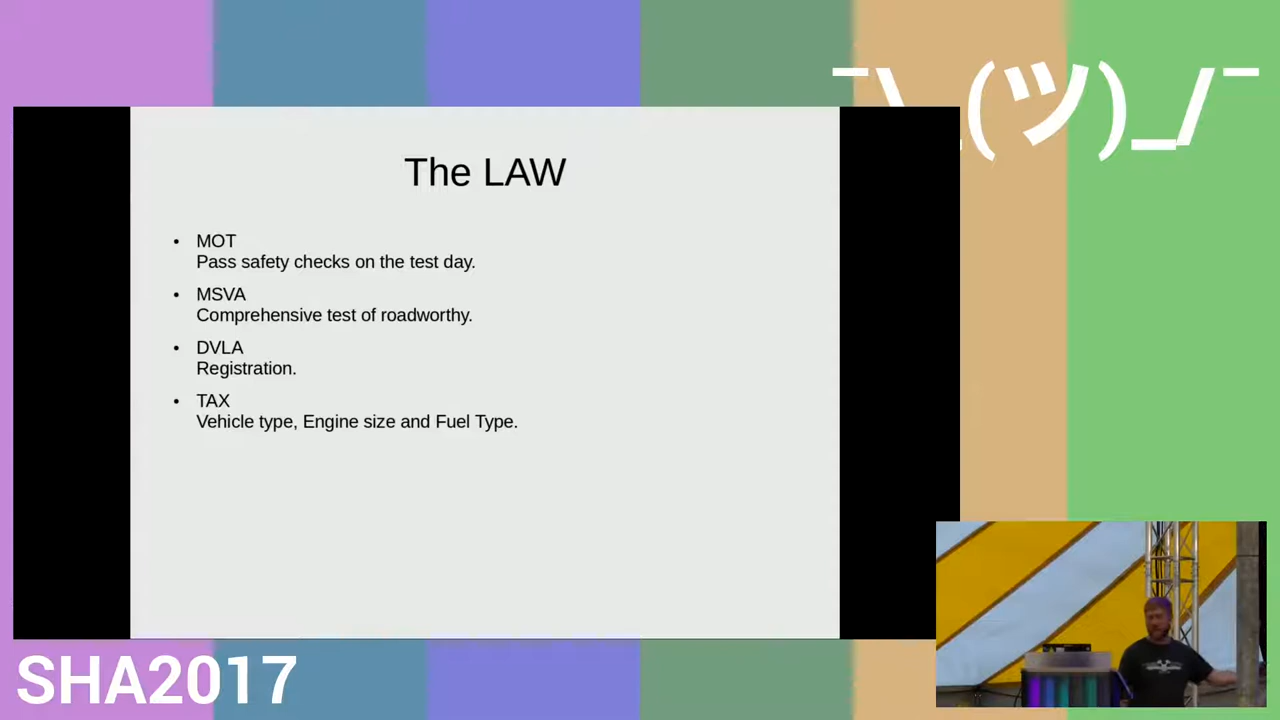 ¯\_(ツ)_/¯
The LAW
• MOT
Pass safety checks on the test day.
• MSVA
Comprehensive test of roadworthy.
• DVLA
Registration.
• TAX
Vehicle type, Engine size and Fuel Type.
SHA2017